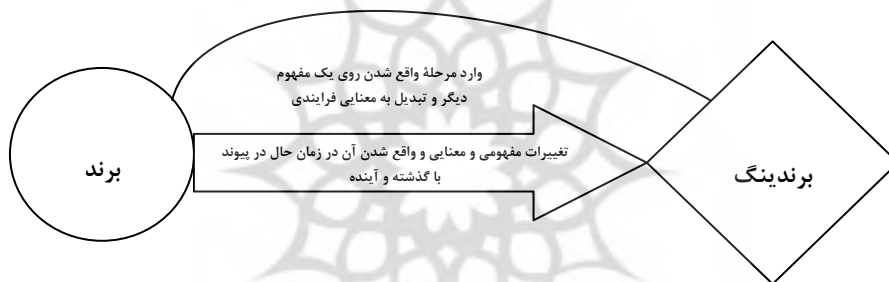 وارد مرحلۀ واقع شدن روی یک مفهوم
دیگر و تبدیل به معنایی فرایندی
تغییرات مفهومی و معنایی و واقع شدن آن در زمان حال در پیوند
با گذشته و آینده
برند
برندینگ